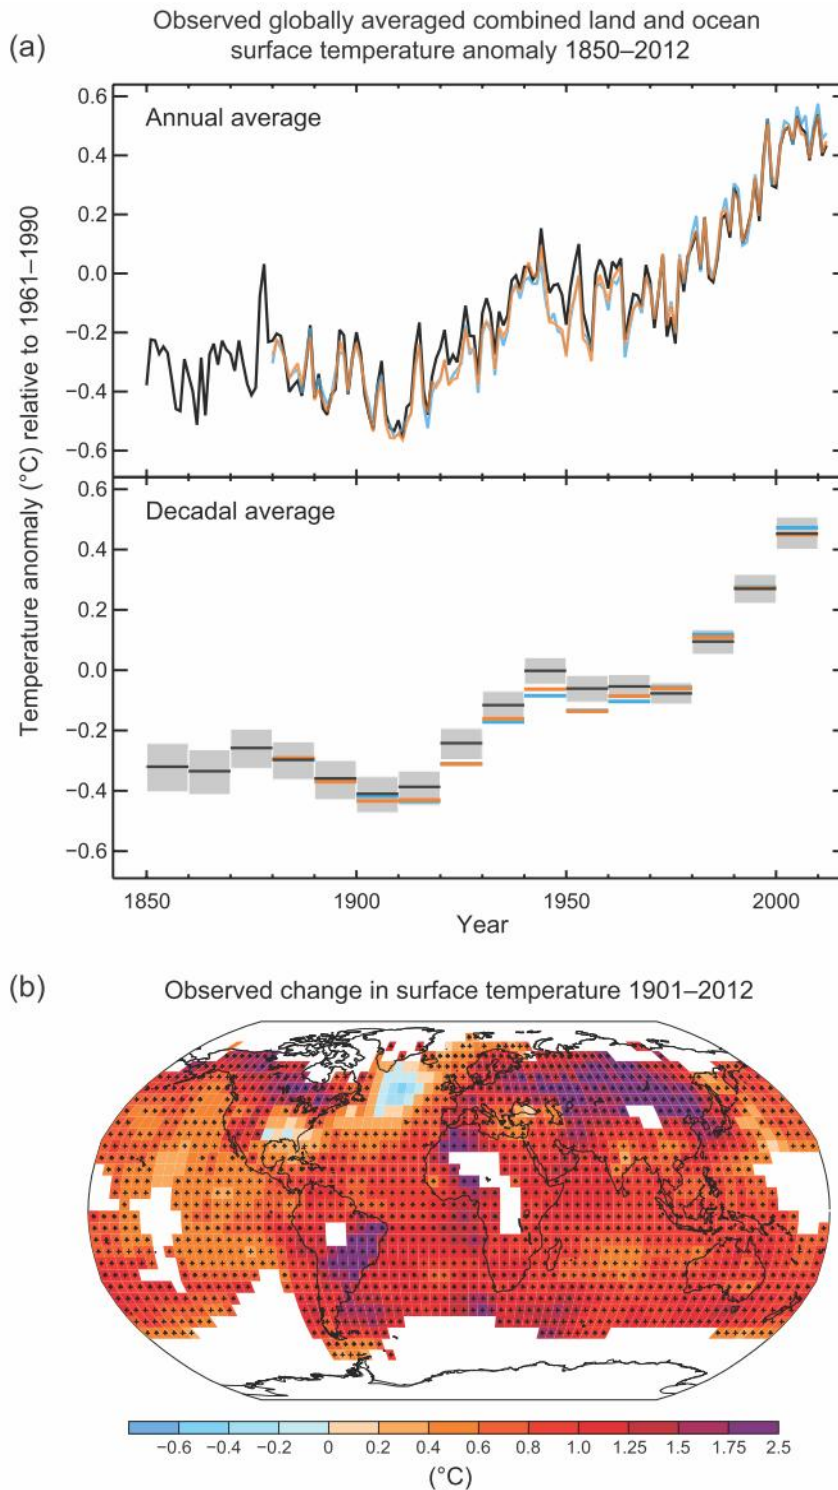 Observed globally averaged combined land and ocean
(a)
surface temperature anomaly 1850–2012
Annual average
0.6
0.4
0.2
0.0
−0.2
−0.4
−0.6
Temperature anomaly (°C) relative to 1961–1990
Decadal average
0.6
0.4
0.2
0.0
−0.2
−0.4
−0.6
1850 1900 1950 2000
Year
(b)
Observed change in surface temperature 1901–2012
−0.6 −0.4 −0.2 0 0.2 0.4 0.6 0.8 1.0 1.25 1.5 1.75 2.5
(°C)